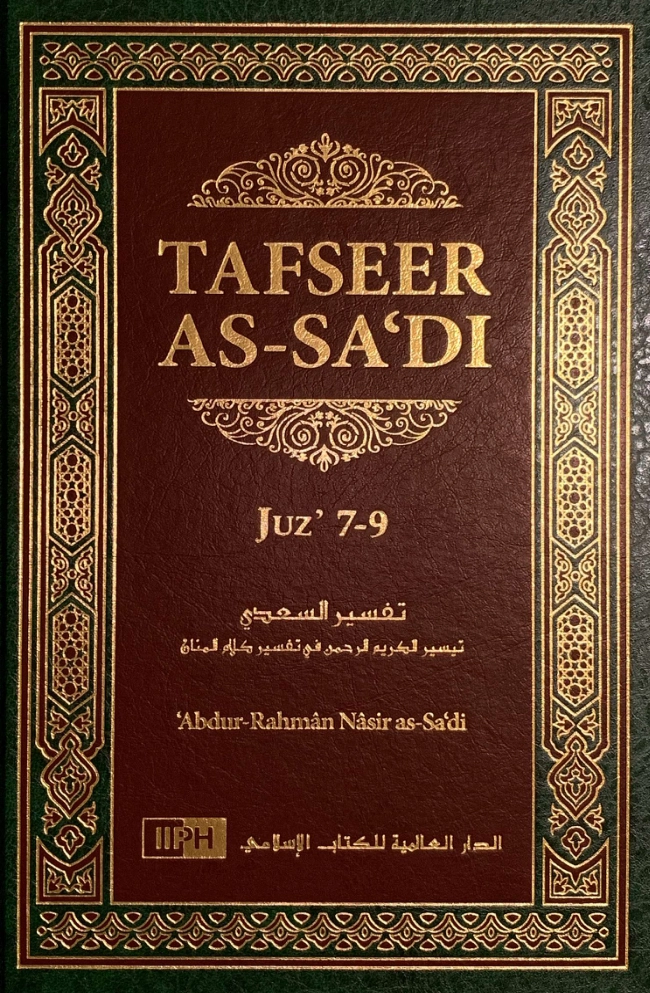 TAFSEER
AS-SA‘DI
JUZ’ 7-9
تفسير السعدي
تيسير الكريم الرحمن في تفسير كلام المنان
‘Abdur-Rahmân Nâsir as-Sa‘di
IIPH
الدار العالمية للكتاب الإسلامي